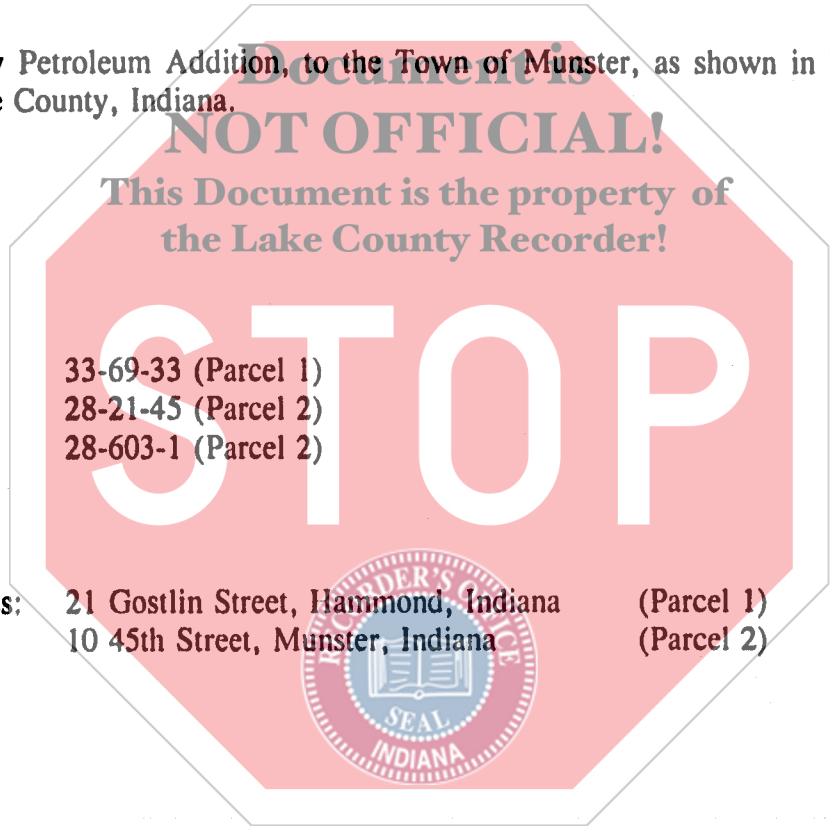 Petroleum Addition, to the Town of Munster, as shown in
County, Indiana.
Document is
NOT OFFICIAL!
This Document is the property of
the Lake County Recorder!
STOP
33-69-33 (Parcel 1)
28-21-45 (Parcel 2)
28-603-1 (Parcel 2)
21 Gostlin Street, Hammond, Indiana (Parcel 1)
10 45th Street, Munster, Indiana (Parcel 2)
RECORDER'S OFFICE
SEAL
INDIANA